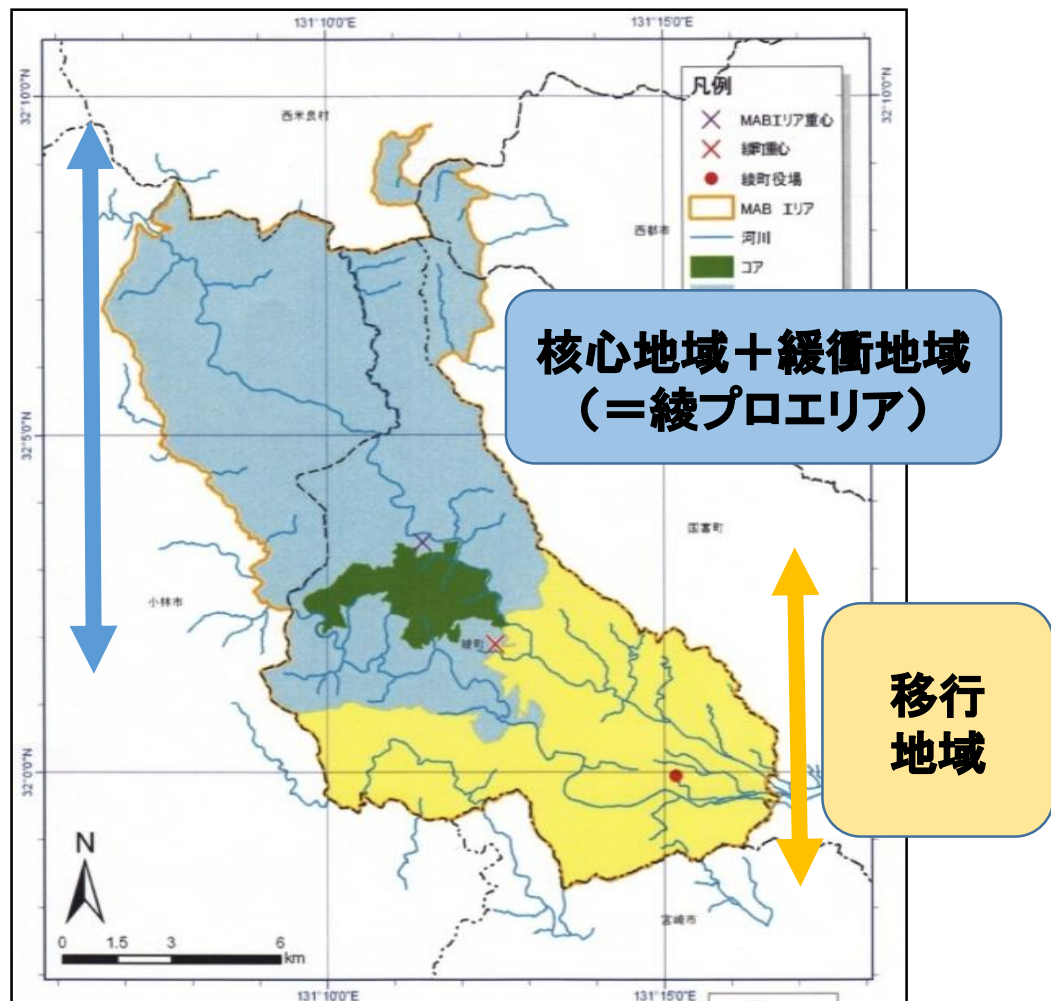 131°10'0"E
131°15'0"E
32°10'0"N
32°10'0"N
凡例
MABエリア重心
綾町重心
綾町役場
MAB エリア
河川
コア
西米良村
西都市
核心地域＋緩衝地域
（＝綾プロエリア）
32°5'0"N
国富町
小林市
綾町
移行
地域
32°0'0"N
32°0'0"N
N
0 1.5 3 6
km
宮崎市
131°10'0"E
131°15'0"E